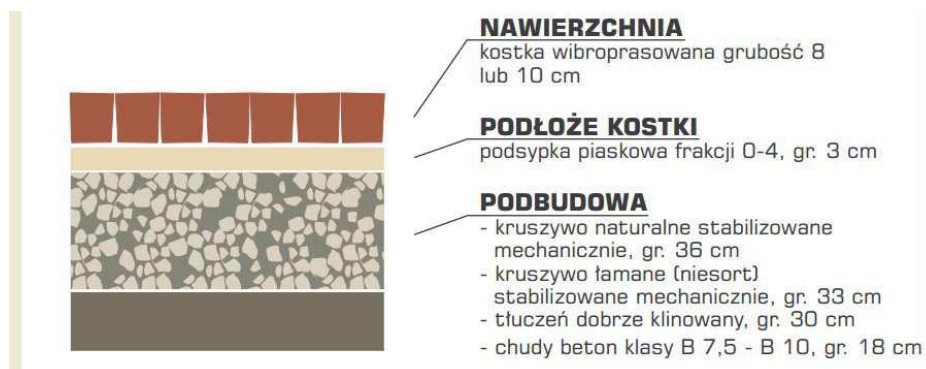 NAWIERZCHNIA
kostka wibroprasowana grubość 8
lub 10 cm
PODŁOŻE KOSTKI
podsypka piaskowa frakcji 0-4, gr. 3 cm
PODBUDOWA
- kruszywo naturalne stabilizowane
mechanicznie, gr. 36 cm
- kruszywo łamane (niesort)
stabilizowane mechanicznie, gr. 33 cm
- tłuczeń dobrze klinowany, gr. 30 cm
- chudy beton klasy B 7,5 - B 10, gr. 18 cm